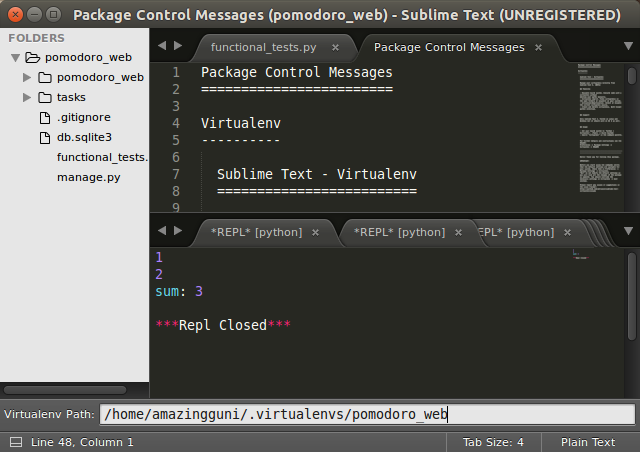 Package Control Messages (pomodoro_web) - Sublime Text (UNREGISTERED)
FOLDERS
pomodoro_web
pomodoro_web
tasks
.gitignore
db.sqlite3
functional_tests.
manage.py
functional_tests.py × Package Control Messages ×
1 Package Control Messages
2 ========================
3
4 Virtualenv
5 ----------
6
7 Sublime Text - Virtualenv
8 =========================
9
*REPL* [python] × *REPL* [python] × EPL* [python] ×
1
2
sum: 3
***Repl Closed***
Virtualenv Path: /home/amazingguni/.virtualenvs/pomodoro_web
Line 48, Column 1 Tab Size: 4 Plain Text